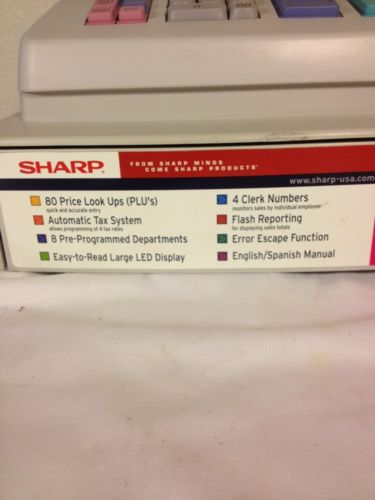 SHARP
FROM SHARP MINDS
COME SHARP PRODUCTS
www.sharp-usa.com
80 Price Look Ups (PLU's)
quick and accurate entry
Automatic Tax System
allows programming of 4 tax rates
8 Pre-Programmed Departments
Easy-to-Read Large LED Display
4 Clerk Numbers
monitors sales by individual employee
Flash Reporting
for displaying sales totals
Error Escape Function
English/Spanish Manual